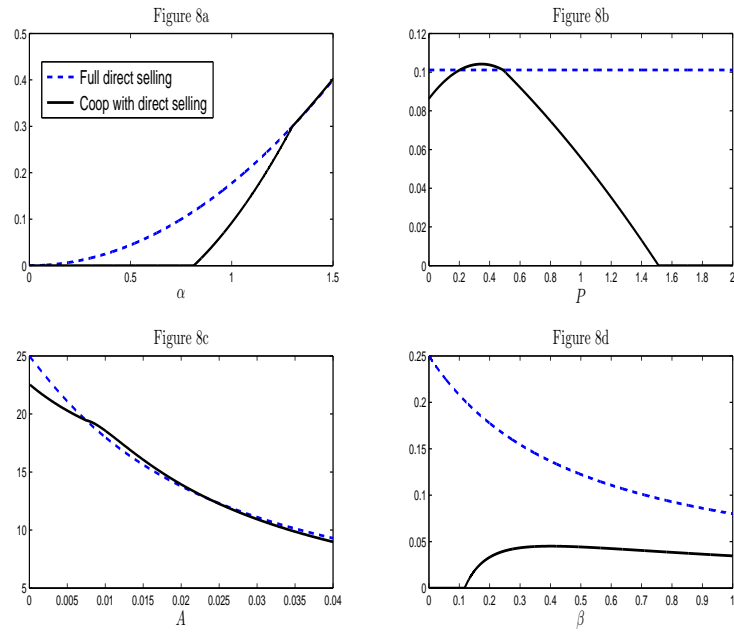 Figure 8a
0.5
0.4
0.3
0.2
0.1
0
Full direct selling
Coop with direct selling
0 0.5 1 1.5
α
Figure 8b
0.12
0.1
0.08
0.06
0.04
0.02
0
0 0.2 0.4 0.6 0.8 1 1.2 1.4 1.6 1.8 2
P
Figure 8c
25
20
15
10
5
0 0.005 0.01 0.015 0.02 0.025 0.03 0.035 0.04
A
Figure 8d
0.25
0.2
0.15
0.1
0.05
0
0 0.1 0.2 0.3 0.4 0.5 0.6 0.7 0.8 0.9 1
β